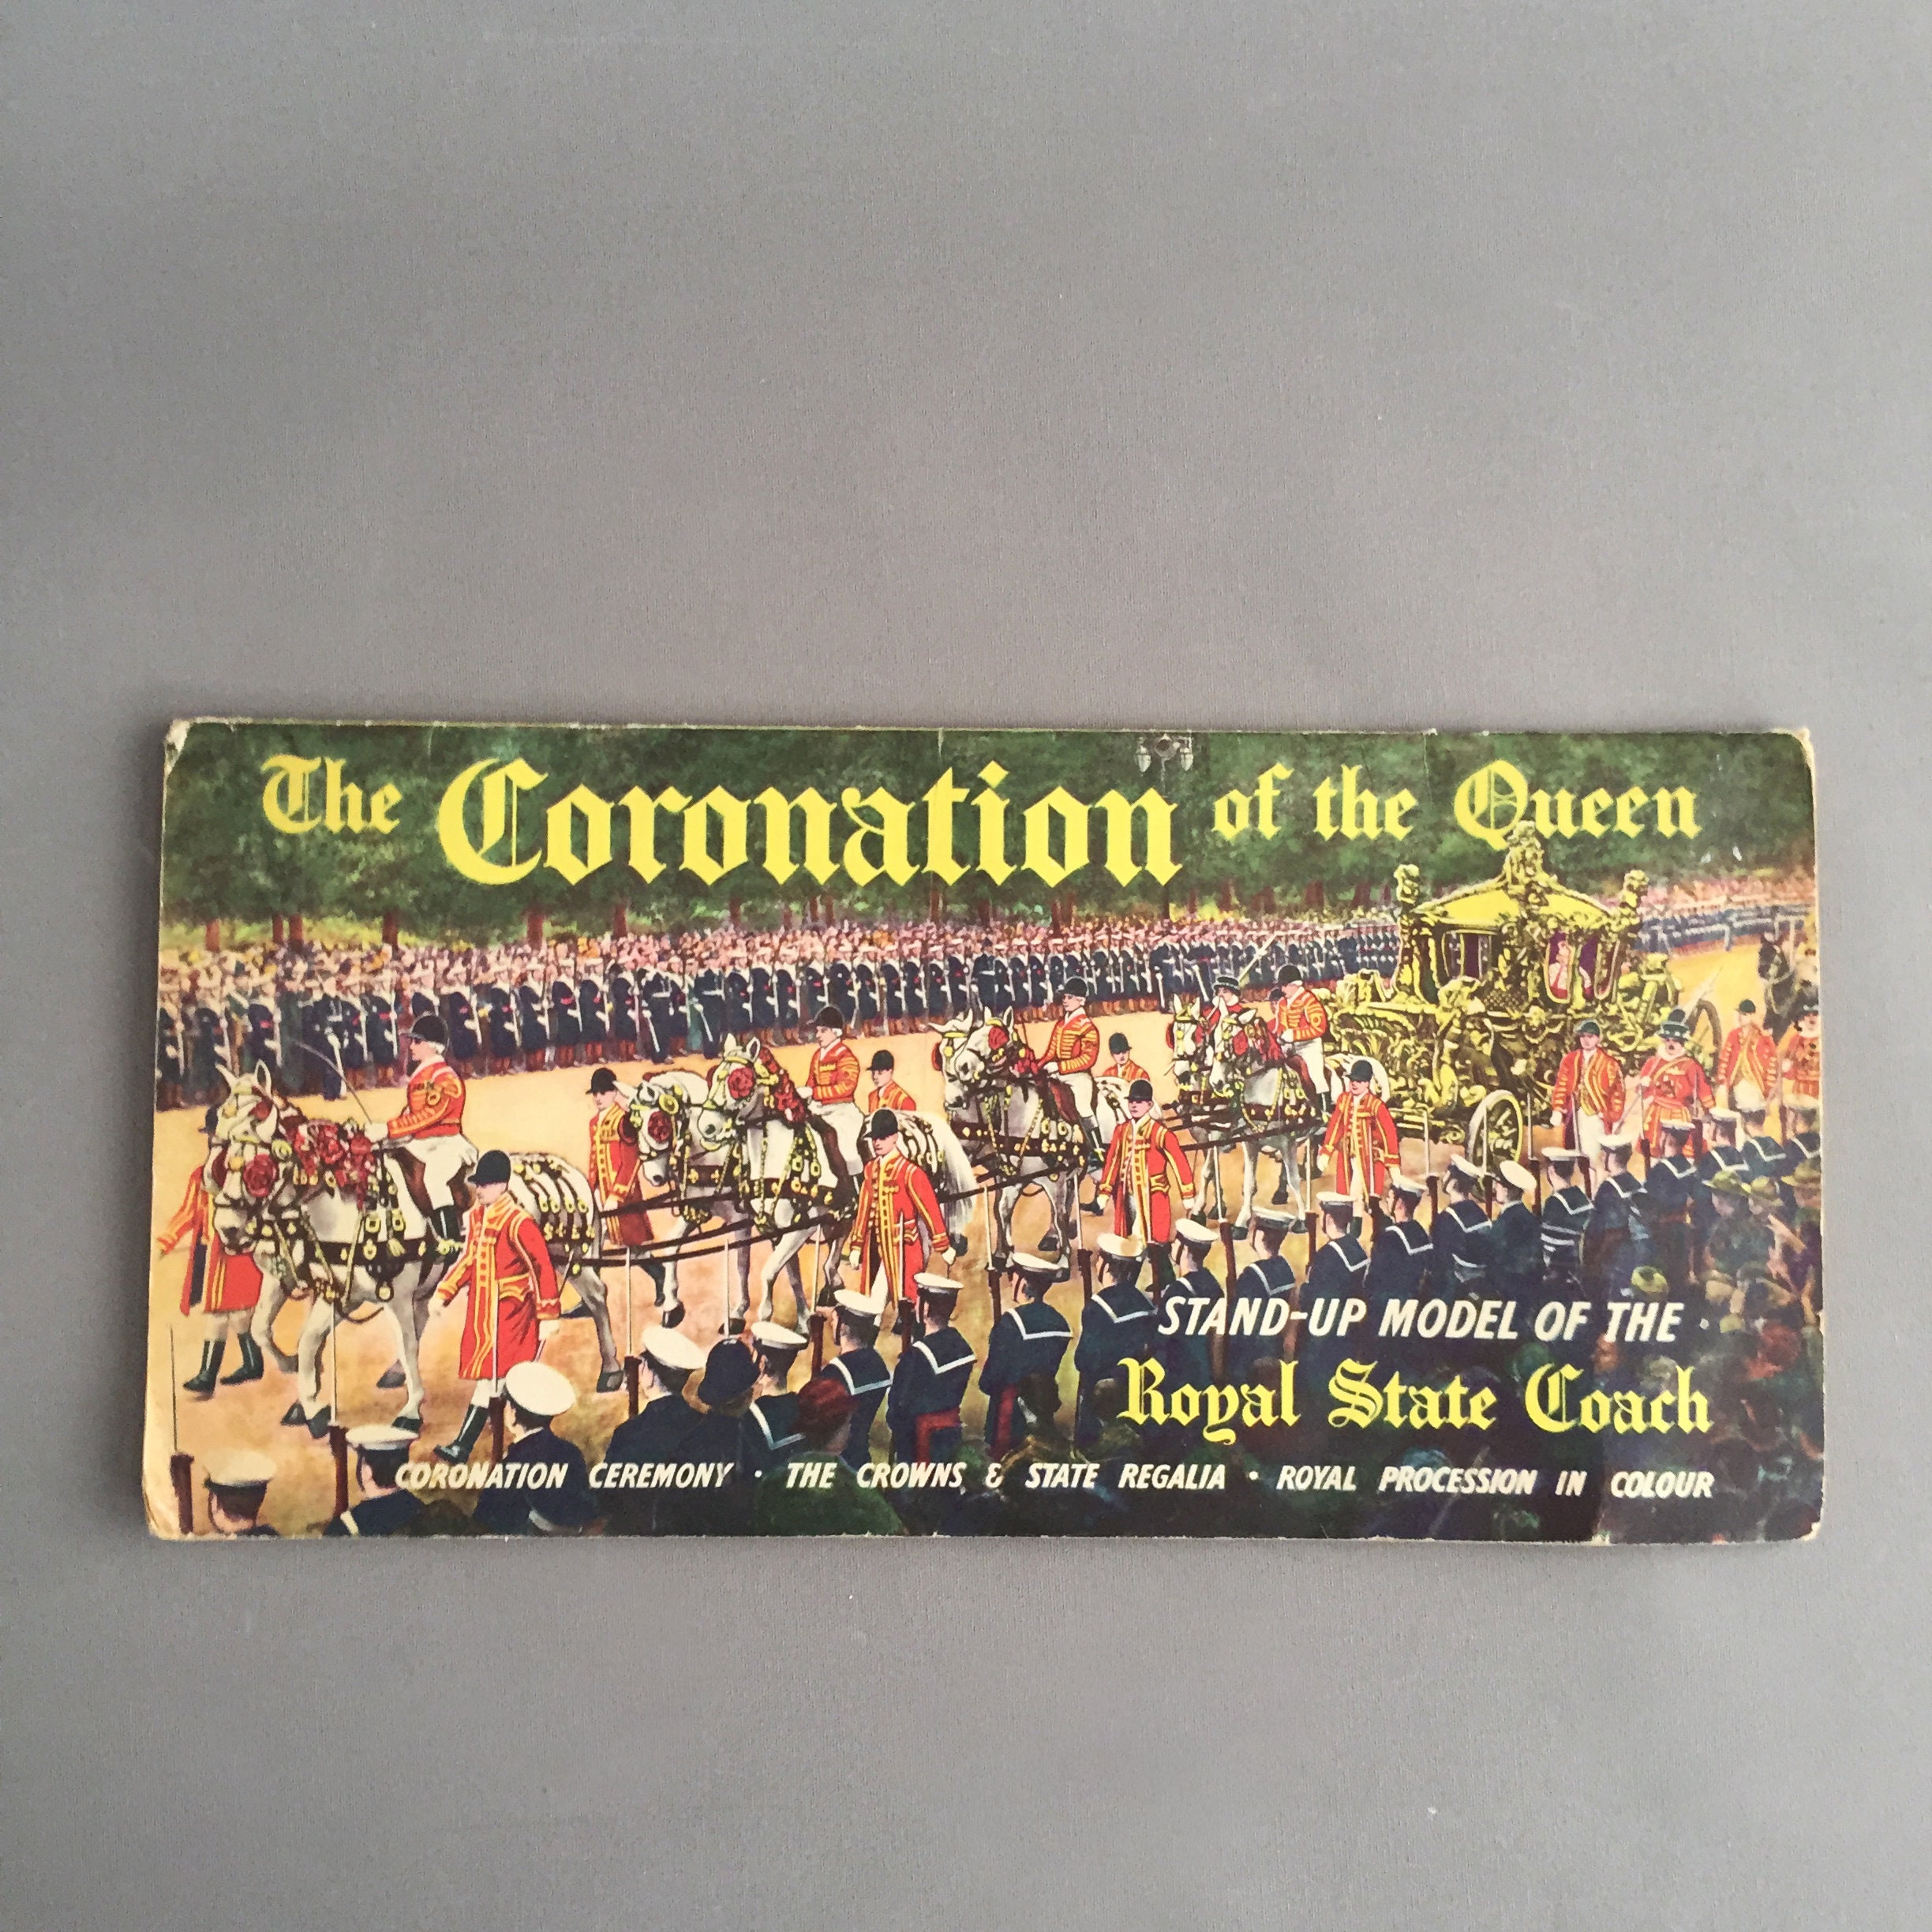 The Coronation of the Queen
STAND-UP MODEL OF THE
Royal State Coach
CORONATION CEREMONY · THE CROWNS & STATE REGALIA · ROYAL PROCESSION IN COLOUR